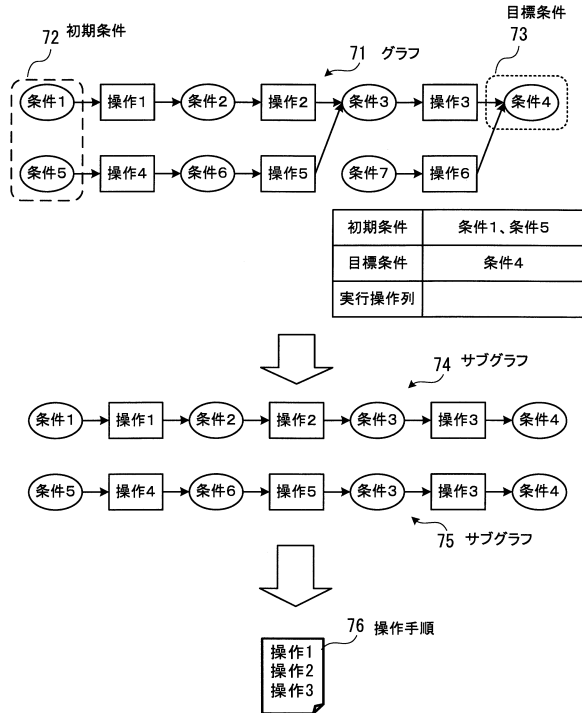 目標条件
72 初期条件
73
71 グラフ
条件1 操作1 条件2 操作2 条件3 操作3 条件4
条件5 操作4 条件6 操作5 条件7 操作6
初期条件 条件1、条件5
目標条件 条件4
実行操作列
74 サブグラフ
条件1 操作1 条件2 操作2 条件3 操作3 条件4
条件5 操作4 条件6 操作5 条件3 操作3 条件4
75 サブグラフ
76 操作手順
操作1
操作2
操作3